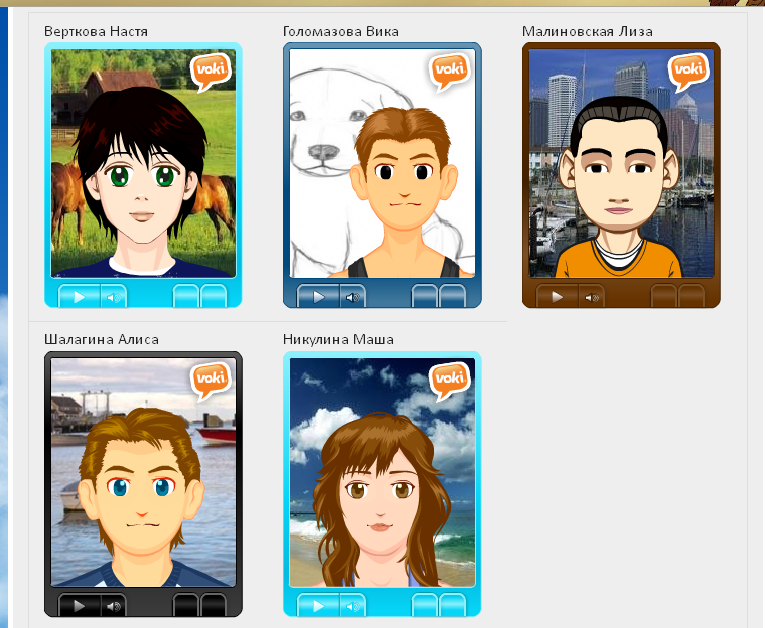 Верткова Настя
Голомазова Вика
Малиновская Лиза
voki
voki
voki
Шалагина Алиса
Никулина Маша
voki
voki